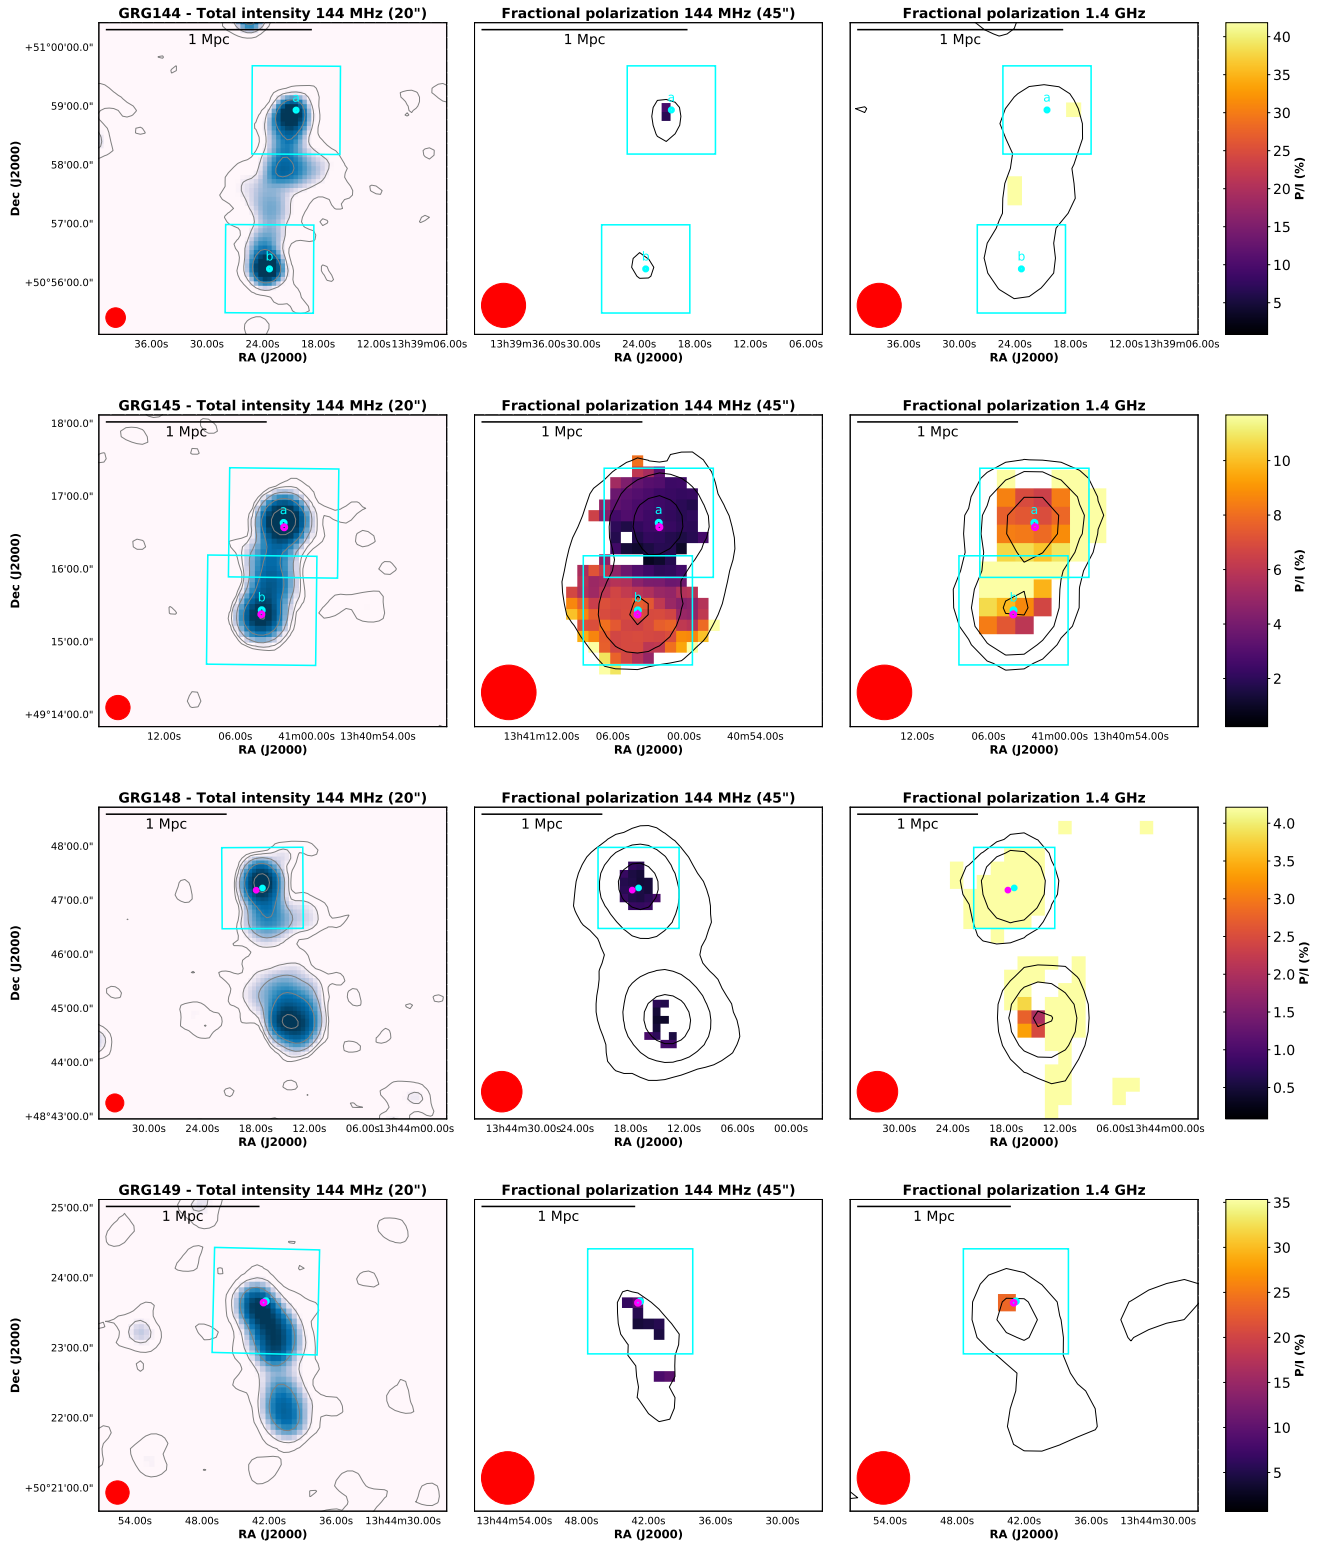 GRG144 - Total intensity 144 MHz (20")
Fractional polarization 144 MHz (45")
Fractional polarization 1.4 GHz
1 Mpc
1 Mpc
1 Mpc
+51°00'00.0"
59'00.0"
58'00.0"
57'00.0"
+50°56'00.0"
Dec (J2000)
a
b
a
b
a
b
40
35
30
25
20
15
10
5
P/I (%)
36.00s 30.00s 24.00s 18.00s 12.00s13h39m06.00s
13h39m36.00s30.00s 24.00s 18.00s 12.00s 06.00s
36.00s 30.00s 24.00s 18.00s 12.00s13h39m06.00s
RA (J2000)
RA (J2000)
RA (J2000)
GRG145 - Total intensity 144 MHz (20")
Fractional polarization 144 MHz (45")
Fractional polarization 1.4 GHz
1 Mpc
1 Mpc
1 Mpc
18'00.0"
17'00.0"
16'00.0"
15'00.0"
+49°14'00.0"
Dec (J2000)
a
b
a
b
a
b
10
8
6
4
2
P/I (%)
12.00s 06.00s 41m00.00s 13h40m54.00s
13h41m12.00s 06.00s 00.00s 40m54.00s
12.00s 06.00s 41m00.00s 13h40m54.00s
RA (J2000)
RA (J2000)
RA (J2000)
GRG148 - Total intensity 144 MHz (20")
Fractional polarization 144 MHz (45")
Fractional polarization 1.4 GHz
1 Mpc
1 Mpc
1 Mpc
48'00.0"
47'00.0"
46'00.0"
45'00.0"
44'00.0"
+48°43'00.0"
Dec (J2000)
4.0
3.5
3.0
2.5
2.0
1.5
1.0
0.5
P/I (%)
30.00s 24.00s 18.00s 12.00s 06.00s13h44m00.00s
13h44m30.00s24.00s 18.00s 12.00s 06.00s 00.00s
30.00s 24.00s 18.00s 12.00s 06.00s13h44m00.00s
RA (J2000)
RA (J2000)
RA (J2000)
GRG149 - Total intensity 144 MHz (20")
Fractional polarization 144 MHz (45")
Fractional polarization 1.4 GHz
1 Mpc
1 Mpc
1 Mpc
25'00.0"
24'00.0"
23'00.0"
22'00.0"
+50°21'00.0"
Dec (J2000)
35
30
25
20
15
10
5
P/I (%)
54.00s 48.00s 42.00s 36.00s 13h44m30.00s
13h44m54.00s 48.00s 42.00s 36.00s 30.00s
54.00s 48.00s 42.00s 36.00s 13h44m30.00s
RA (J2000)
RA (J2000)
RA (J2000)